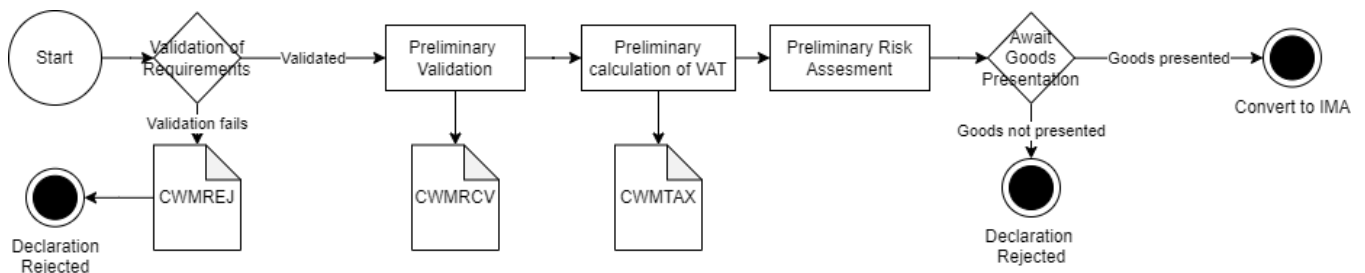 Start
Validation of
Requirements
Validated
Preliminary
Validation
Preliminary
calculation of VAT
Preliminary Risk
Assesment
Await
Goods
Presentation
Goods presented
Convert to IMA
Validation fails
Goods not presented
CWMREJ
CWMRCV
CWMTAX
Declaration
Rejected
Declaration
Rejected